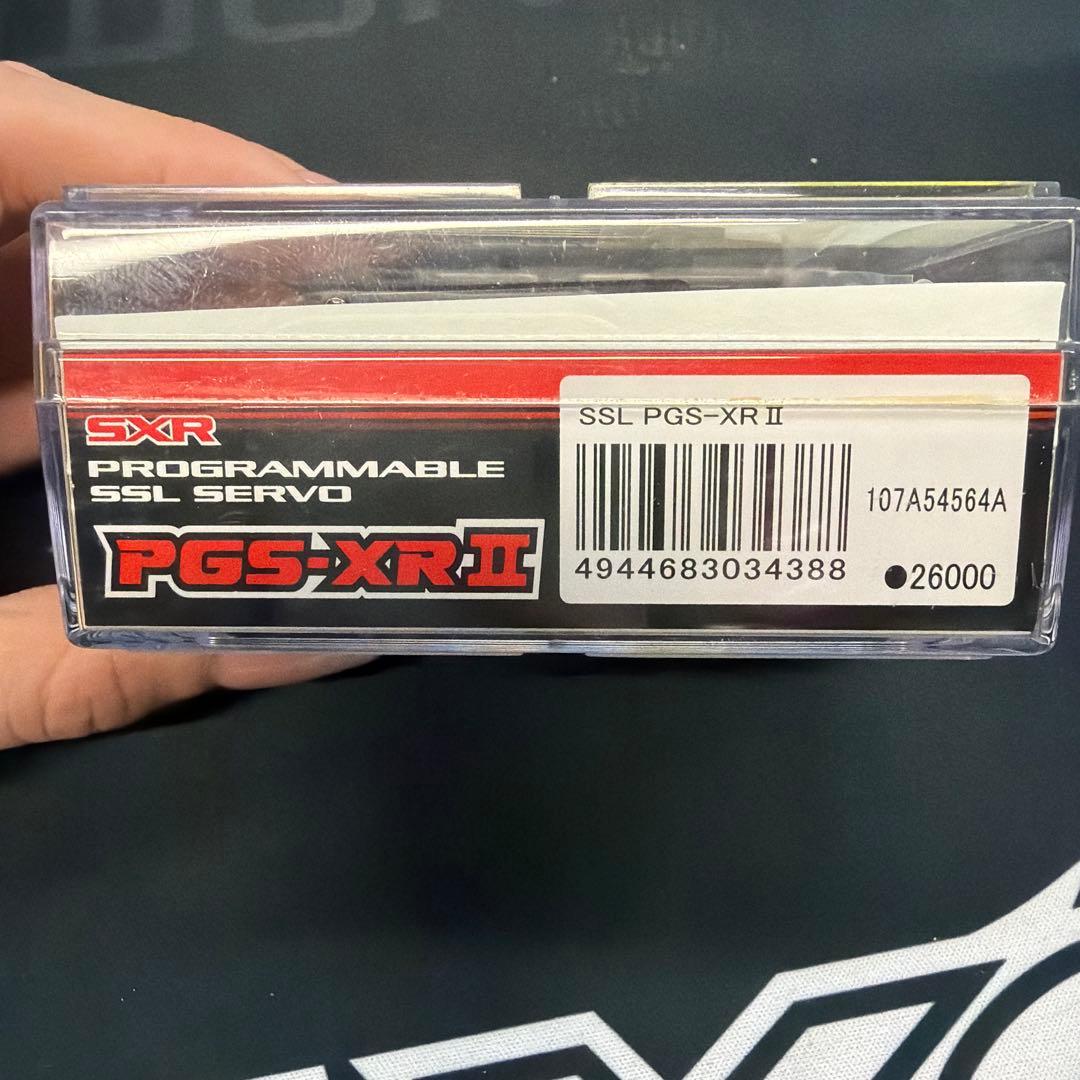 SXR
PROGRAMMABLE
SSL SERVO
PGS-XRII
SSL PGS-XRⅡ
107A54564A
4944683034388
●26000